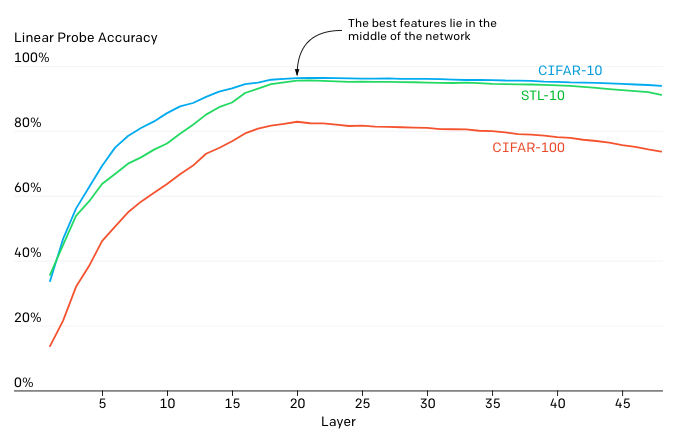 The best features lie in the
middle of the network
Linear Probe Accuracy
100%
CIFAR-10
STL-10
80%
CIFAR-100
60%
40%
20%
0%
5 10 15 20 25 30 35 40 45
Layer